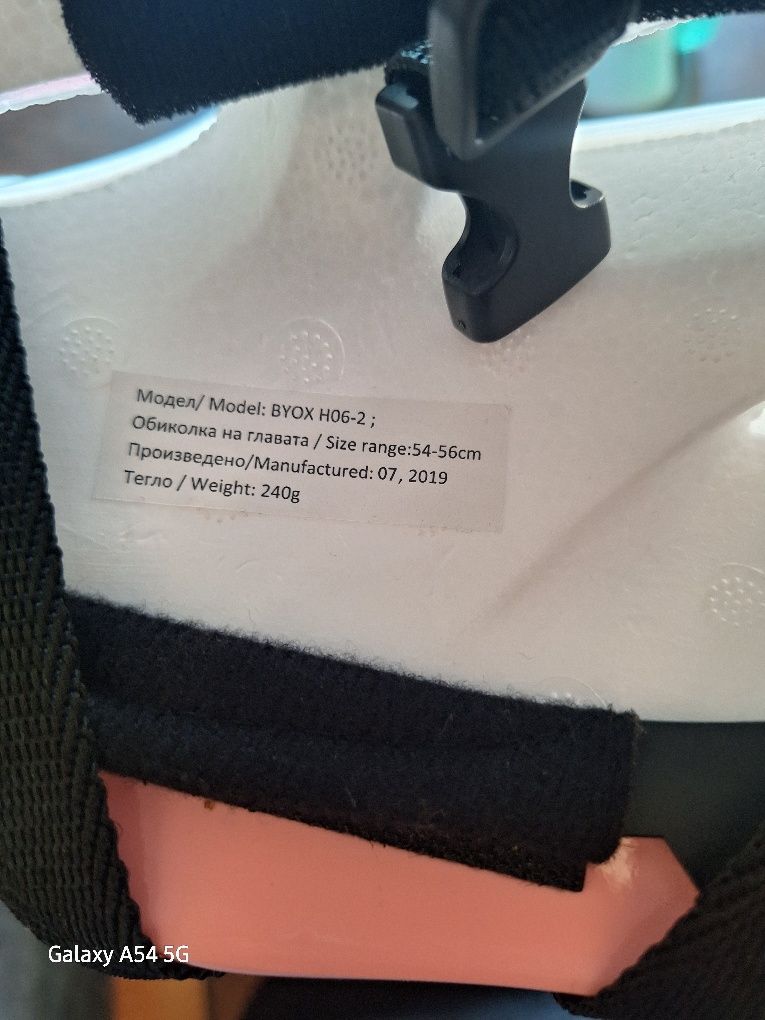 Модел/ Model: BYOX H06-2 ;
Обиколка на главата / Size range:54-56cm
Произведено/Manufactured: 07, 2019
Тегло / Weight: 240g
Galaxy A54 5G